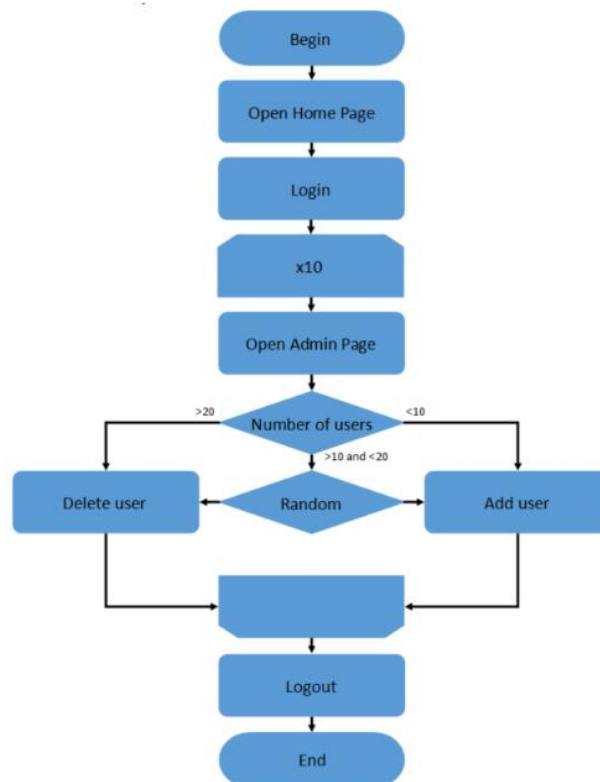 Begin
Open Home Page
Login
x10
Open Admin Page
>20
Number of users
<10
>10 and <20
Delete user
Random
Add user
Logout
End